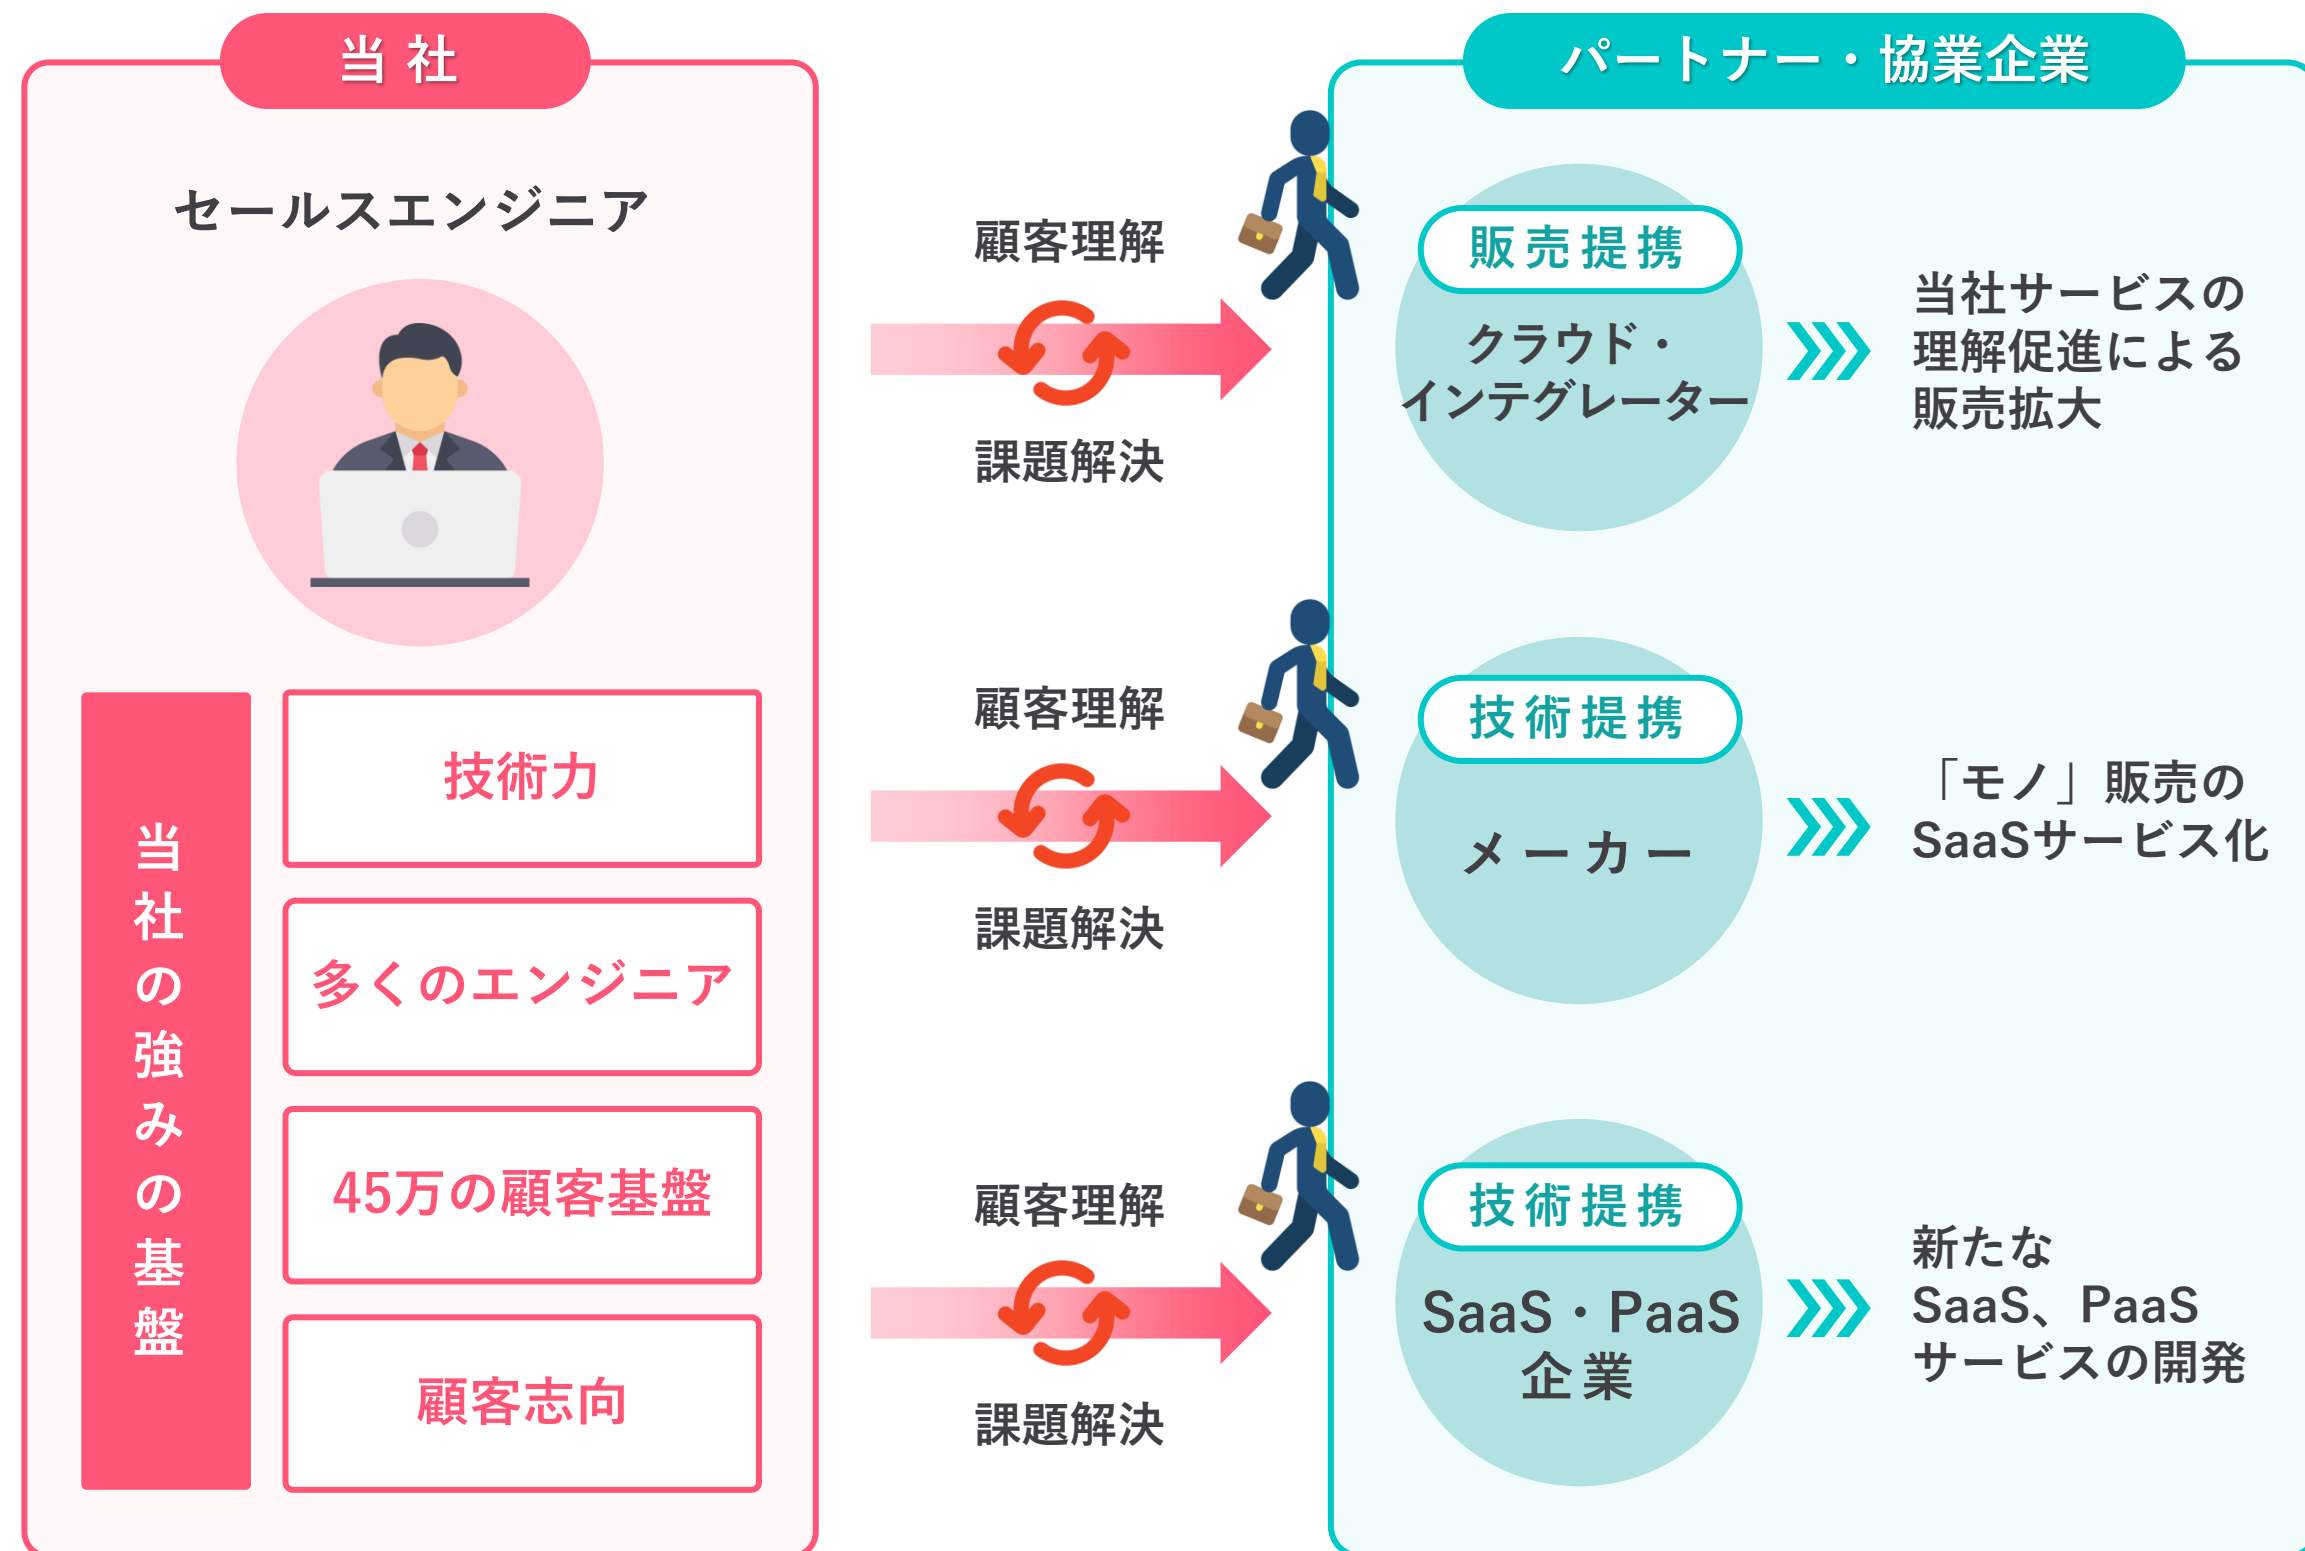 当社
セールスエンジニア
当社の強みの基盤
技術力
多くのエンジニア
45万の顧客基盤
顧客志向
顧客理解
課題解決
顧客理解
課題解決
顧客理解
課題解決
パートナー・協業企業
販売提携
クラウド・
インテグレーター
当社サービスの
理解促進による
販売拡大
技術提携
メーカー
「モノ」販売の
SaaSサービス化
技術提携
SaaS・PaaS
企業
新たな
SaaS、PaaS
サービスの開発